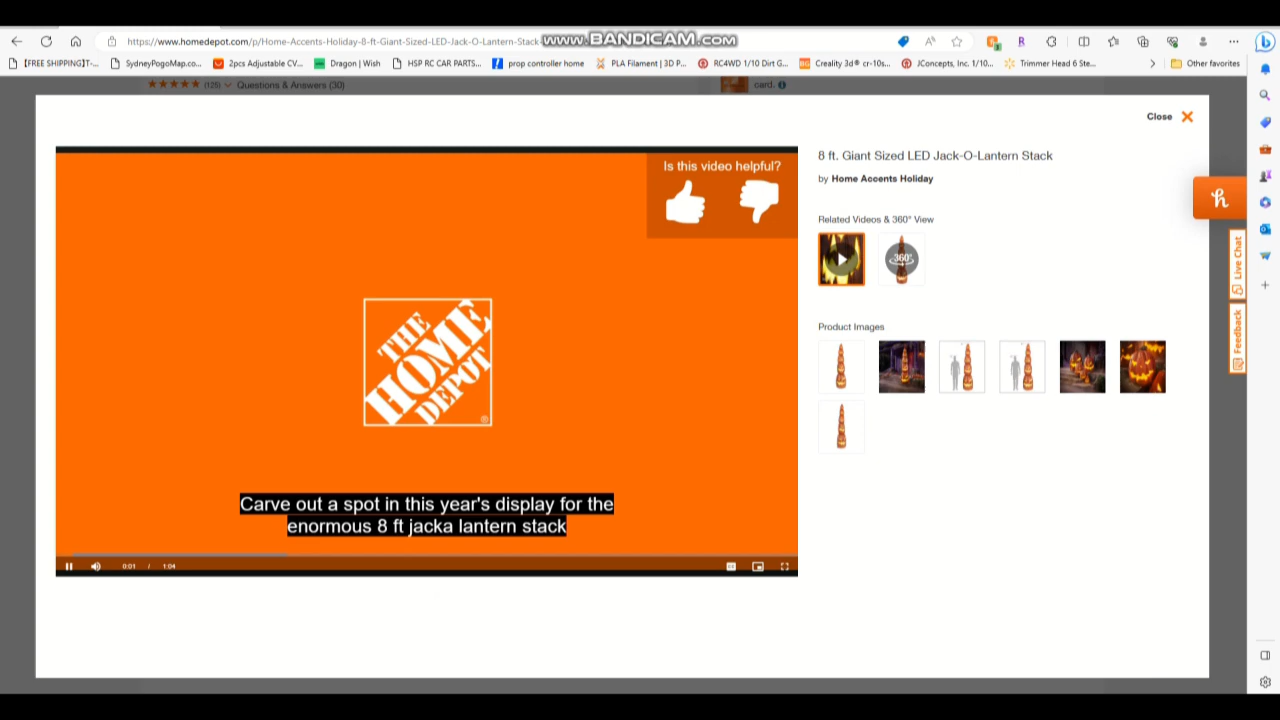 https://www.homedepot.com/p/Home-Accents-Holiday-8-ft-Giant-Sized-LED-Jack-O-Lantern-Stack-
www.BANDICAM.com
【FREE SHIPPING】T-...
SydneyPogoMap.co...
2pcs Adjustable CV...
Dragon | Wish
HSP RC CAR PARTS...
prop controller home
PLA Filament | 3D P...
RC4WD 1/10 Dirt G...
Creality 3d® cr-10s...
JConcepts, Inc. 1/10...
Trimmer Head 6 Ste...
Other favorites
(125)
Questions & Answers (30)
card.
Close
Is this video helpful?
THE
HOME
DEPOT
®
Carve out a spot in this year's display for the
enormous 8 ft jacka lantern stack
0:01 / 1:04
8 ft. Giant Sized LED Jack-O-Lantern Stack
by Home Accents Holiday
Related Videos & 360° View
360°
Product Images
Live Chat
Feedback